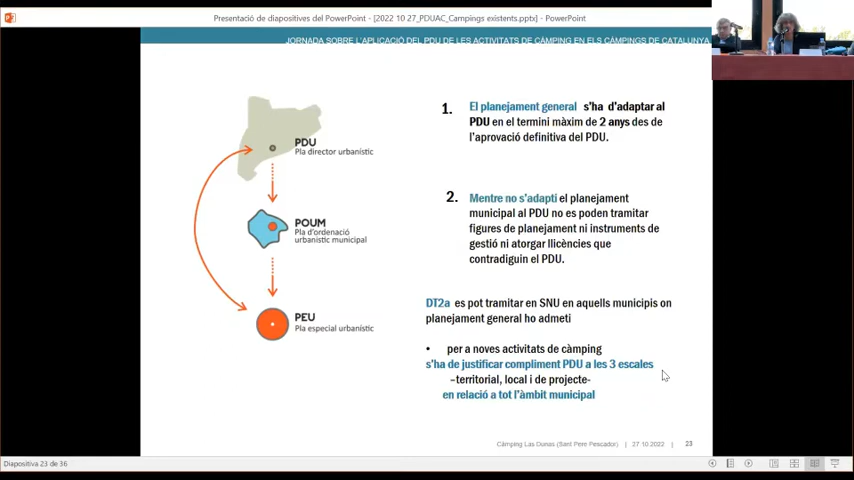 Presentació de diapositives del PowerPoint - [2022 10 27_PDUAC_Campings existents.pptx] - PowerPoint
JORNADA SOBRE L'APLICACIÓ DEL PDU DE LES ACTIVITATS DE CÀMPING EN ELS CÀMPINGS DE CATALUNYA
PDU
Pla director urbanístic
POUM
Pla d'ordenació
urbanístic municipal
PEU
Pla especial urbanístic
1. El planejament general s'ha d'adaptar al
PDU en el termini màxim de 2 anys des de
l'aprovació definitiva del PDU.
2. Mentre no s'adapti el planejament
municipal al PDU no es poden tramitar
figures de planejament ni instruments de
gestió ni atorgar llicències que
contradiguin el PDU.
DT2a es pot tramitar en SNU en aquells municipis on
planejament general ho admeti
• per a noves activitats de càmping
s'ha de justificar compliment PDU a les 3 escales
–territorial, local i de projecte-
en relació a tot l'àmbit municipal
Càmping Las Dunas (Sant Pere Pescador) | 27.10.2022 | 23
Diapositiva 23 de 36